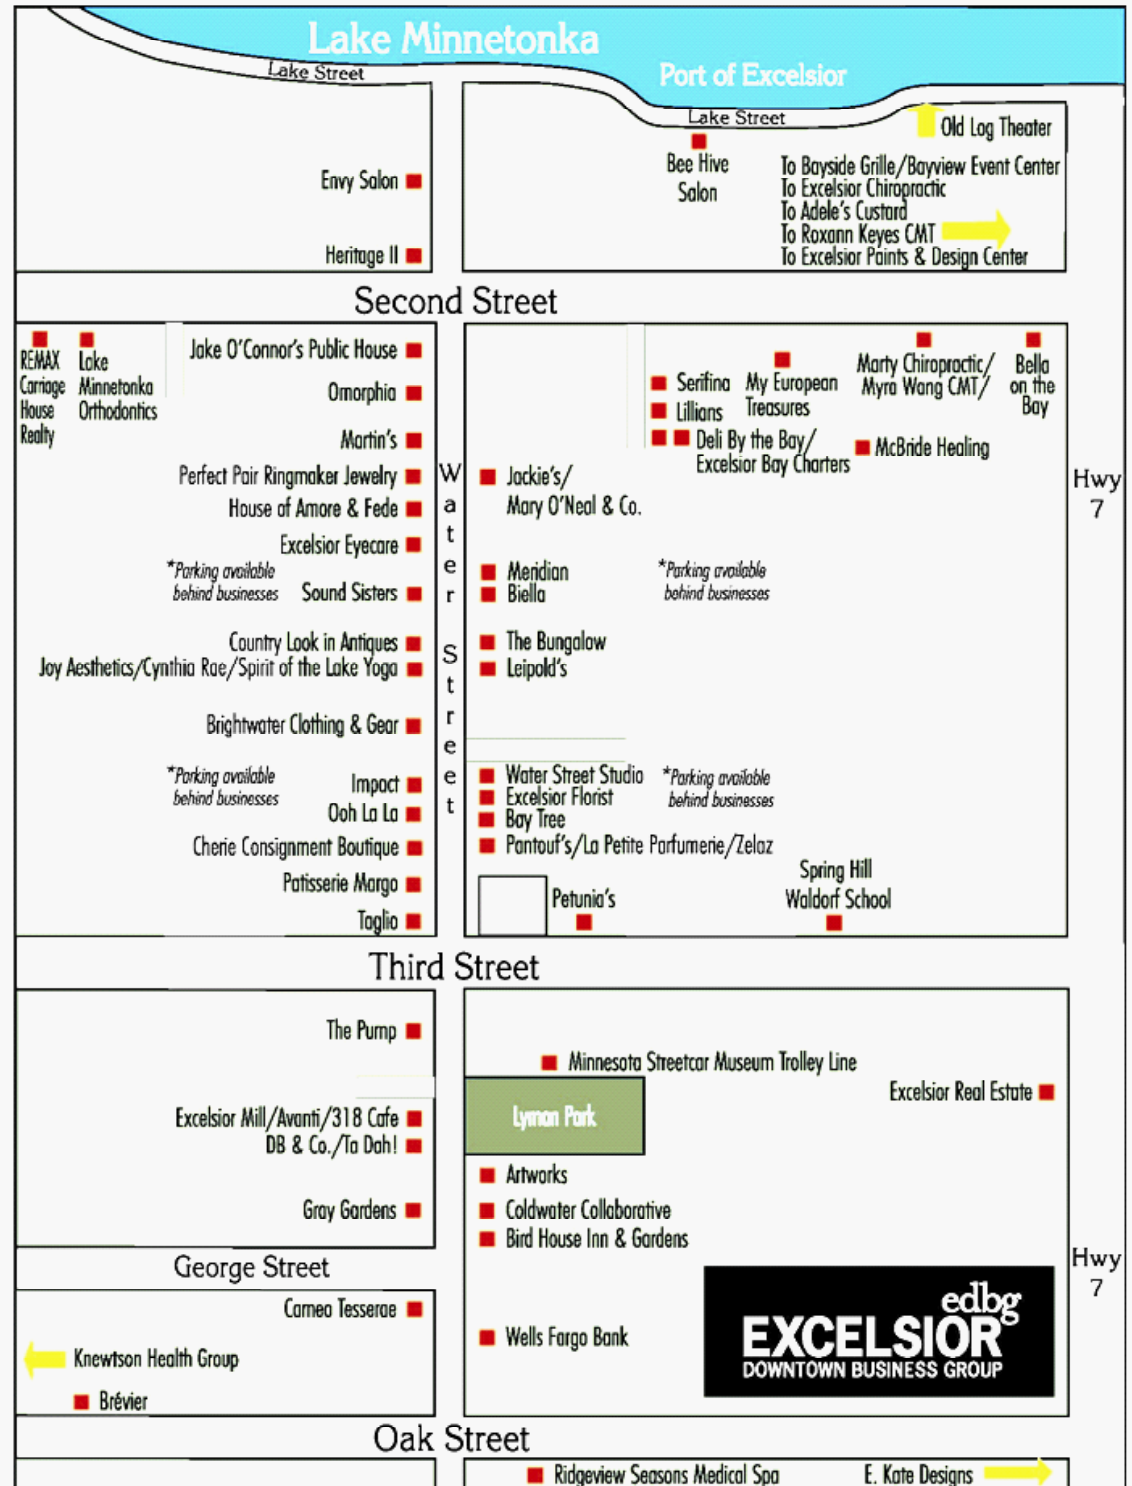 Lake Minnetonka
Lake Street
Port of Excelsior
Lake Street
Old Log Theater
Bee Hive
Salon
To Bayside Grille/Bayview Event Center
To Excelsior Chiropractic
To Adele's Custard
To Roxann Keyes CMT
To Excelsior Paints & Design Center
Envy Salon
Heritage II
Second Street
REMAX
Carriage
House
Realty
Lake
Minnetonka
Orthodontics
Jake O'Connor's Public House
Omorphia
Martin's
Perfect Pair Ringmaker Jewelry
House of Amore & Fede
Excelsior Eyecare
*Parking available
behind businesses
Sound Sisters
Country Look in Antiques
Joy Aesthetics/Cynthia Rae/Spirit of the Lake Yoga
Brightwater Clothing & Gear
*Parking available
behind businesses
Impact
Ooh La La
Cherie Consignment Boutique
Patisserie Margo
Taglio
Water Street
Serifina
Lillians
Deli By the Bay/
Excelsior Bay Charters
My European
Treasures
Marty Chiropractic/
Myra Wang CMT/
McBride Healing
Bella
on the
Bay
Jackie's/
Mary O'Neal & Co.
Meridian
Biella
*Parking available
behind businesses
The Bungalow
Leipold's
Water Street Studio
Excelsior Florist
Bay Tree
Pantouf's/La Petite Parfumerie/Zelaz
*Parking available
behind businesses
Petunia's
Spring Hill
Waldorf School
Hwy
7
Third Street
The Pump
Excelsior Mill/Avanti/318 Cafe
DB & Co./Ta Dah!
Gray Gardens
Minnesota Streetcar Museum Trolley Line
Excelsior Real Estate
Lyman Park
Artworks
Coldwater Collaborative
Bird House Inn & Gardens
George Street
Cameo Tesserae
Knewtson Health Group
Brévier
Wells Fargo Bank
edbg
EXCELSIOR
DOWNTOWN BUSINESS GROUP
Hwy
7
Oak Street
Ridgeview Seasons Medical Spa
E. Kate Designs